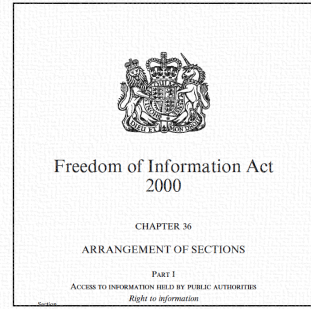 Freedom of Information Act
2000
CHAPTER 36
ARRANGEMENT OF SECTIONS
PART I
ACCESS TO INFORMATION HELD BY PUBLIC AUTHORITIES
Right to information
Section